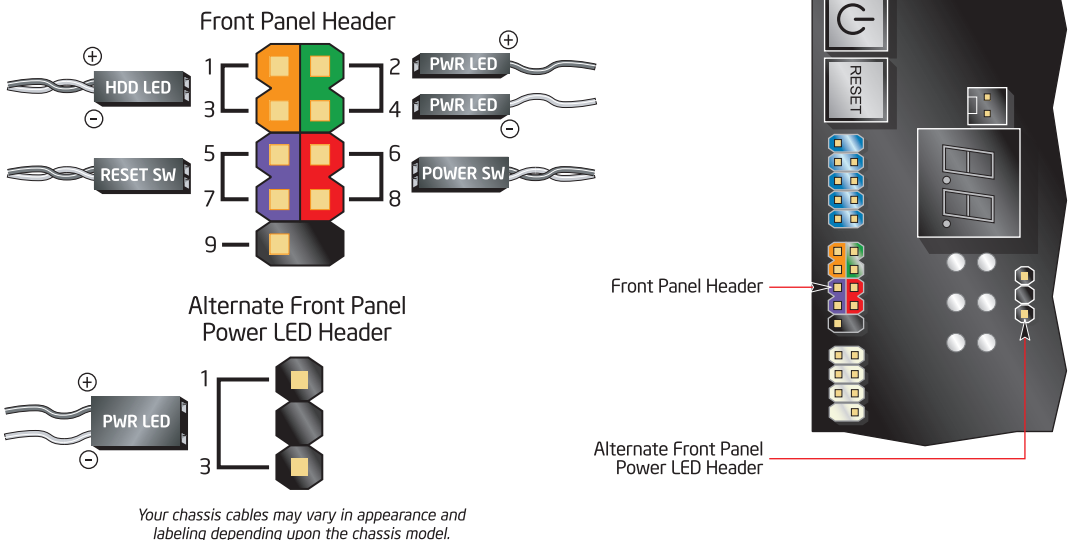 Front Panel Header
+
HDD LED
-
1
3
2
4
+
PWR LED
PWR LED
-
RESET SW
5
7
6
8
POWER SW
9
Alternate Front Panel
Power LED Header
+
PWR LED
-
1
3
Your chassis cables may vary in appearance and
labeling depending upon the chassis model.
RESET
Front Panel Header
Alternate Front Panel
Power LED Header